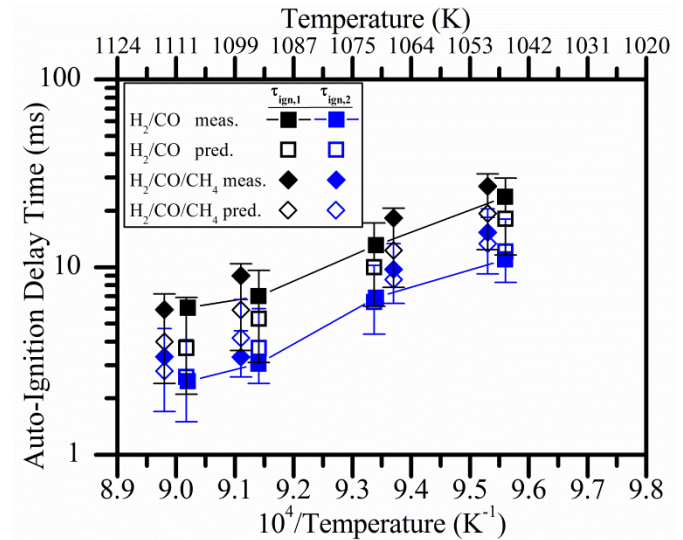 Temperature (K)
1124 1111 1099 1087 1075 1064 1053 1042 1031 1020
100
10
1
Auto-Ignition Delay Time (ms)
τign,1 τign,2
H2/CO meas.
H2/CO pred.
H2/CO/CH4 meas.
H2/CO/CH4 pred.
8.9 9.0 9.1 9.2 9.3 9.4 9.5 9.6 9.7 9.8
10^4/Temperature (K^-1)